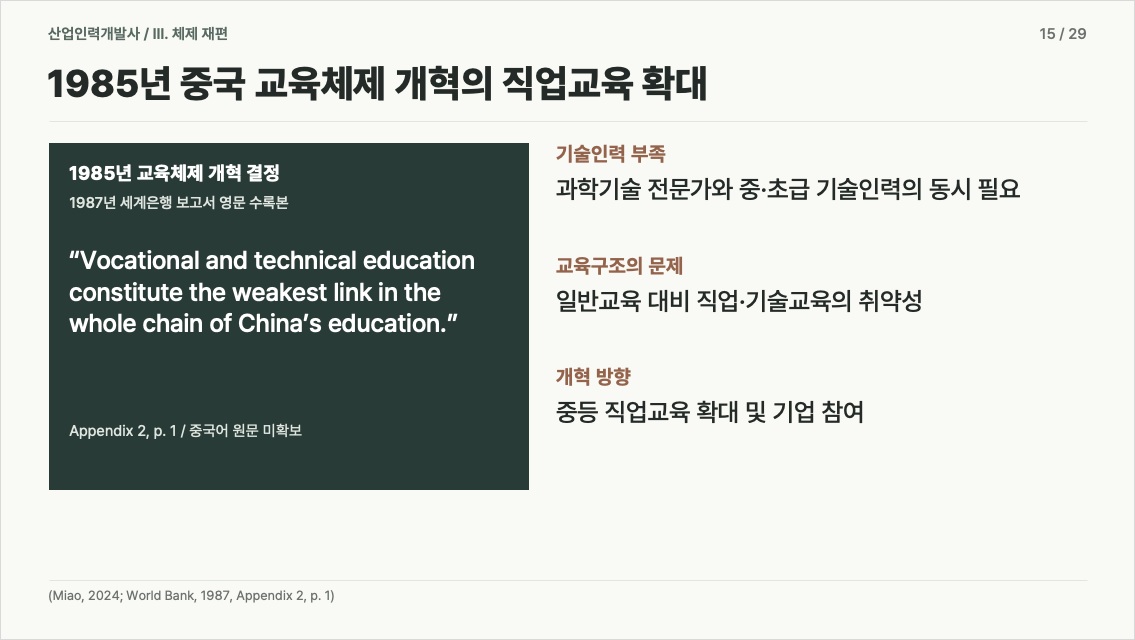 산업인력개발사 / III. 체제 재편
15 / 29
1985년 중국 교육체제 개혁의 직업교육 확대
1985년 교육체제 개혁 결정
1987년 세계은행 보고서 영문 수록본
“Vocational and technical education
constitute the weakest link in the
whole chain of China’s education.”
Appendix 2, p. 1 / 중국어 원문 미확보
기술인력 부족
과학기술 전문가와 중·초급 기술인력의 동시 필요
교육구조의 문제
일반교육 대비 직업·기술교육의 취약성
개혁 방향
중등 직업교육 확대 및 기업 참여
(Miao, 2024; World Bank, 1987, Appendix 2, p. 1)